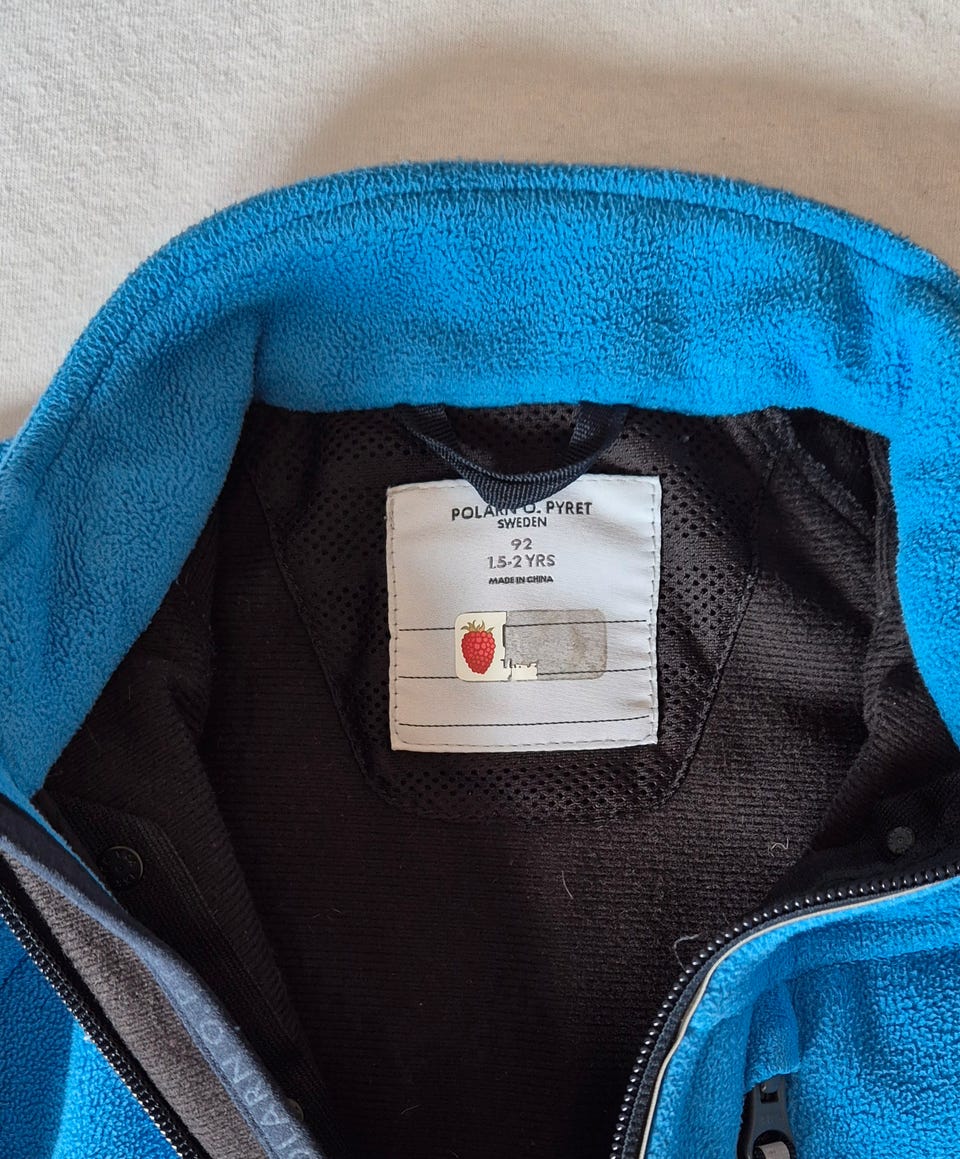 POLARN O. PYRET
SWEDEN
92
1.5-2 YRS
MADE IN CHINA